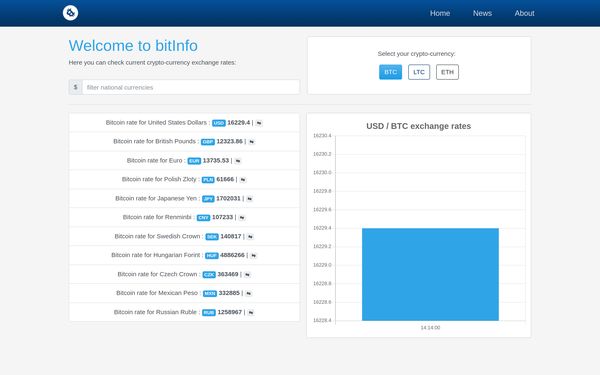 Home News About
Welcome to bitInfo
Here you can check current crypto-currency exchange rates:
Select your crypto-currency:
BTC LTC ETH
$ filter national currencies
Bitcoin rate for United States Dollars : USD 16229.4 |
Bitcoin rate for British Pounds : GBP 12323.86 |
Bitcoin rate for Euro : EUR 13735.53 |
Bitcoin rate for Polish Zloty : PLN 61666 |
Bitcoin rate for Japanese Yen : JPY 1702031 |
Bitcoin rate for Renminbi : CNY 107233 |
Bitcoin rate for Swedish Crown : SEK 140817 |
Bitcoin rate for Hungarian Forint : HUF 4886266 |
Bitcoin rate for Czech Crown : CZK 363469 |
Bitcoin rate for Mexican Peso : MXN 332885 |
Bitcoin rate for Russian Ruble : RUB 1258967 |
USD / BTC exchange rates
16230.4
16230.2
16230.0
16229.8
16229.6
16229.4
16229.2
16229.0
16228.8
16228.6
16228.4
14:14:00